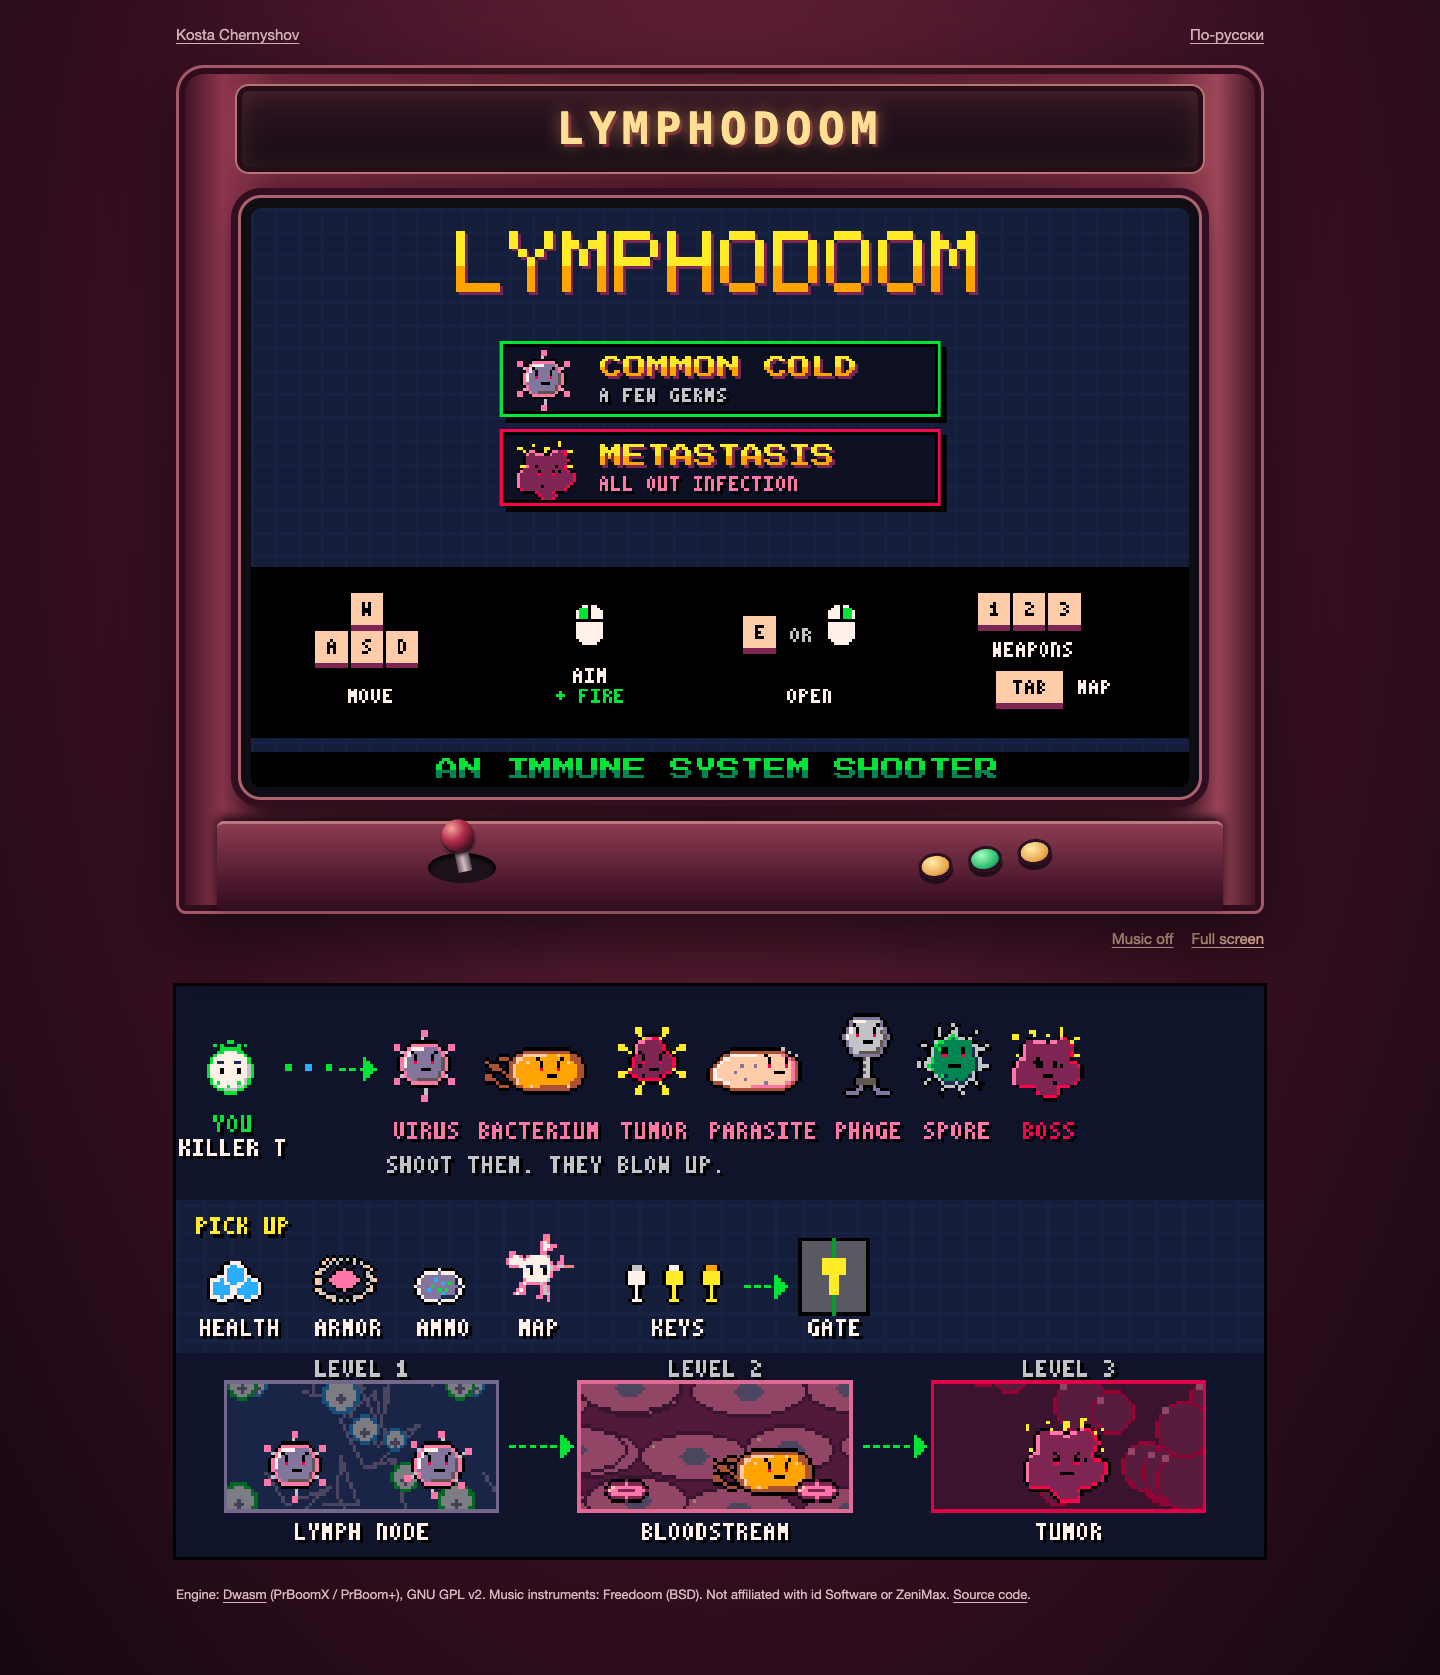 Kosta Chernyshov
По-русски
LYMPHODOOM
LYMPHODOOM
COMMON COLD
A FEW GERMS
METASTASIS
ALL OUT INFECTION
W
A S D
MOVE
AIM
+ FIRE
E OR
OPEN
1 2 3
WEAPONS
TAB MAP
AN IMMUNE SYSTEM SHOOTER
Music off Full screen
YOU
KILLER T
VIRUS BACTERIUM TUMOR PARASITE PHAGE SPORE BOSS
SHOOT THEM. THEY BLOW UP.
PICK UP
HEALTH ARMOR AMMO MAP KEYS GATE
LEVEL 1 LEVEL 2 LEVEL 3
LYMPH NODE BLOODSTREAM TUMOR
Engine: Dwasm (PrBoomX / PrBoom+), GNU GPL v2. Music instruments: Freedoom (BSD). Not affiliated with id Software or ZeniMax. Source code.